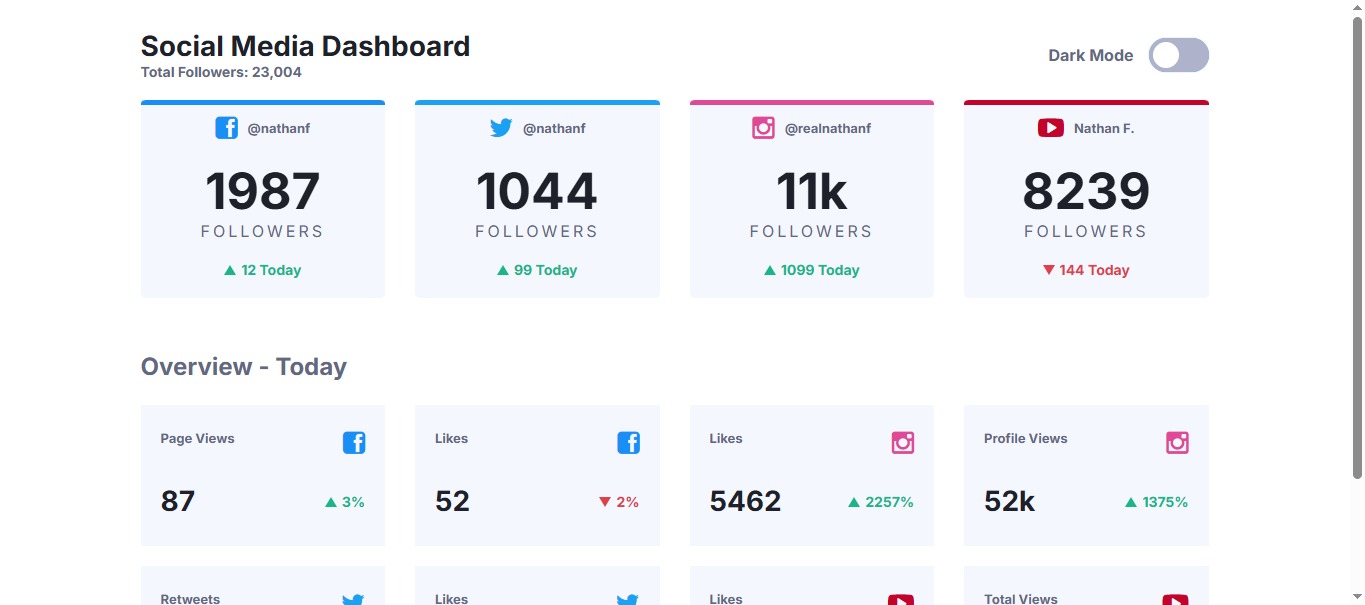 Social Media Dashboard
Total Followers: 23,004
Dark Mode
@nathanf
1987
FOLLOWERS
12 Today
@nathanf
1044
FOLLOWERS
99 Today
@realnathanf
11k
FOLLOWERS
1099 Today
Nathan F.
8239
FOLLOWERS
144 Today
Overview - Today
Page Views
87
3%
Likes
52
2%
Likes
5462
2257%
Profile Views
52k
1375%
Retweets
Likes
Likes
Total Views